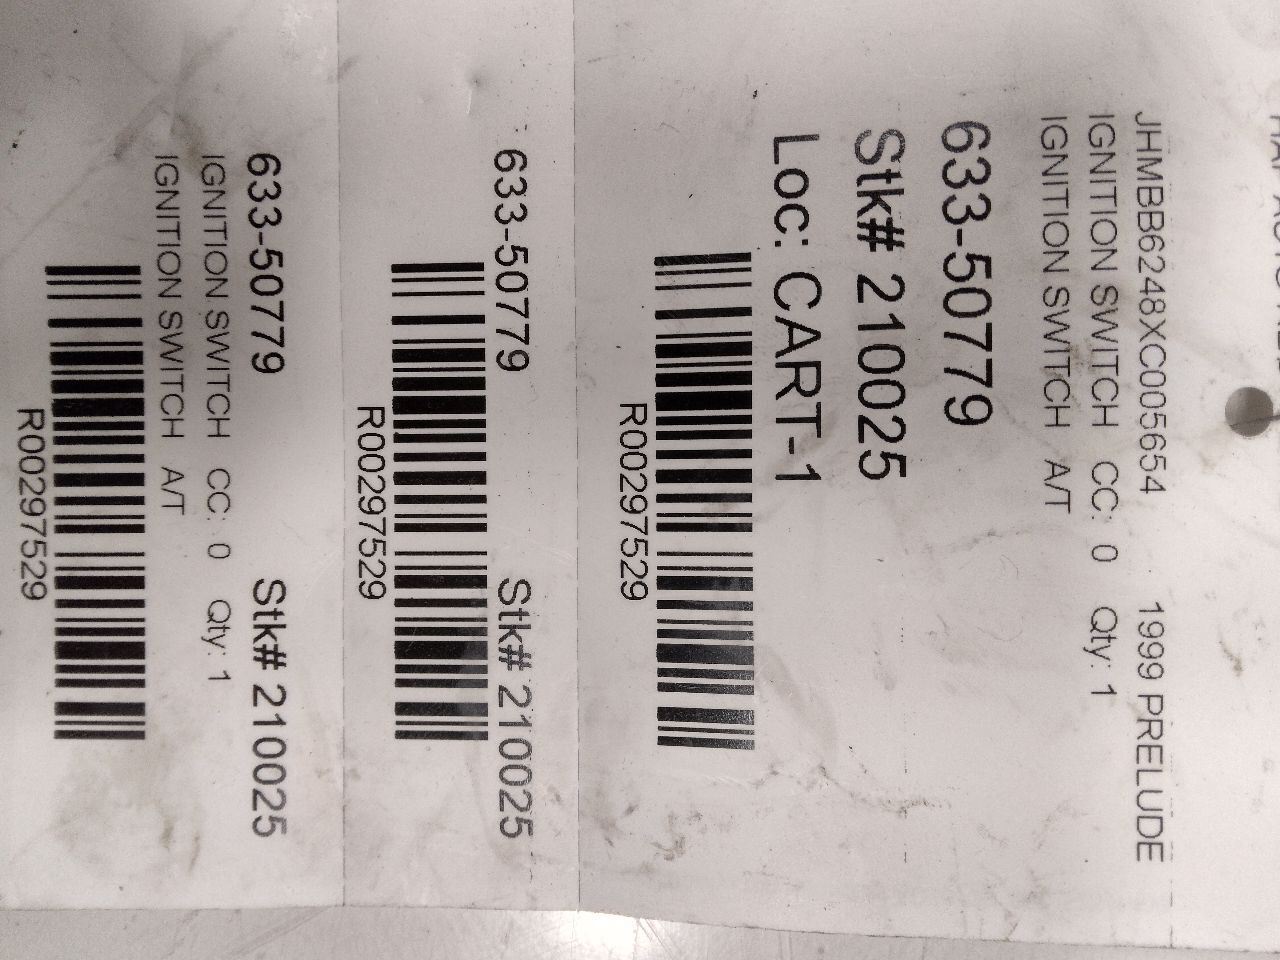 JHMBB6248XC005654 1999 PRELUDE
IGNITION SWITCH CC: 0 Qty: 1
IGNITION SWITCH A/T
633-50779
Stk# 210025
Loc: CART-1
R00297529
633-50779 Stk# 210025
R00297529
633-50779 Stk# 210025
IGNITION SWITCH CC: 0 Qty: 1
IGNITION SWITCH A/T
R00297529